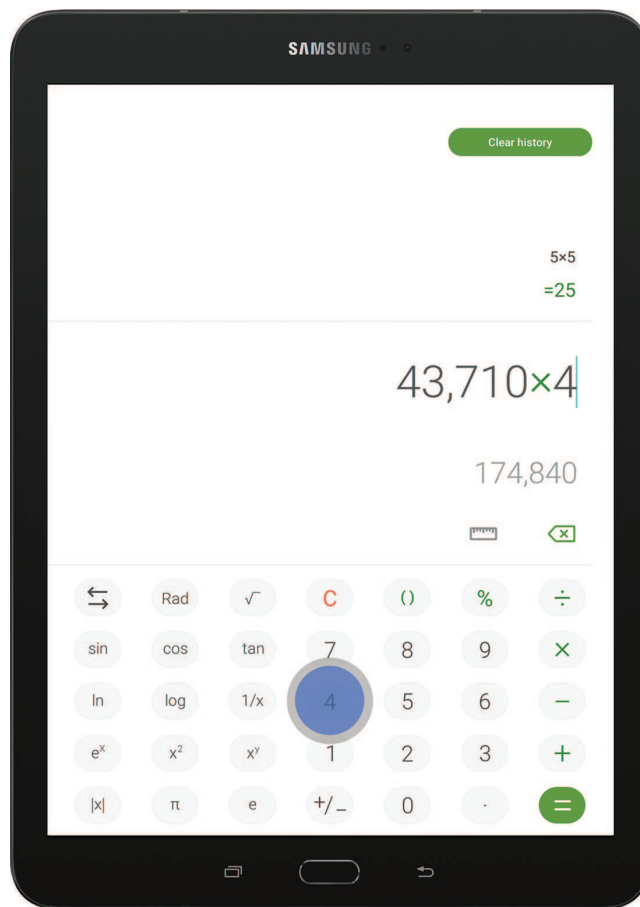 SAMSUNG
Clear history
5×5
=25
43,710×4
174,840
Rad √ C () % ÷
sin cos tan 7 8 9 ×
ln log 1/x 4 5 6 −
eˣ x² xʸ 1 2 3 +
|x| π e +/− 0 . =